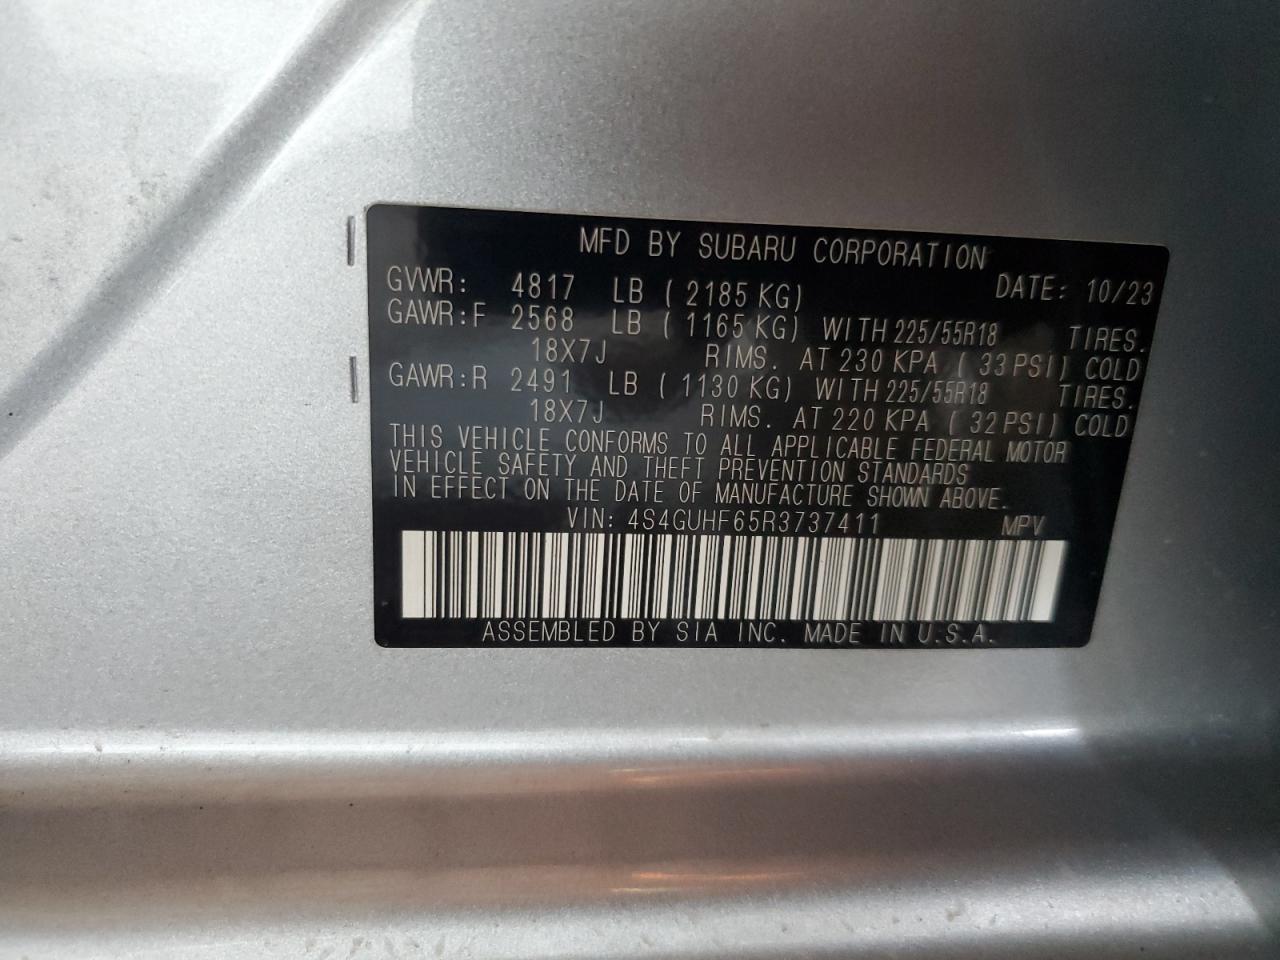 MFD BY SUBARU CORPORATION
GVWR: 4817 LB ( 2185 KG) DATE: 10/23
GAWR:F 2568 LB ( 1165 KG) WITH 225/55R18 TIRES.
18X7J RIMS. AT 230 KPA ( 33 PSI) COLD
GAWR:R 2491 LB ( 1130 KG) WITH 225/55R18 TIRES.
18X7J RIMS. AT 220 KPA ( 32 PSI) COLD
THIS VEHICLE CONFORMS TO ALL APPLICABLE FEDERAL MOTOR
VEHICLE SAFETY AND THEFT PREVENTION STANDARDS
IN EFFECT ON THE DATE OF MANUFACTURE SHOWN ABOVE.
VIN: 4S4GUHF65R3737411 MPV
ASSEMBLED BY SIA INC. MADE IN U.S.A.